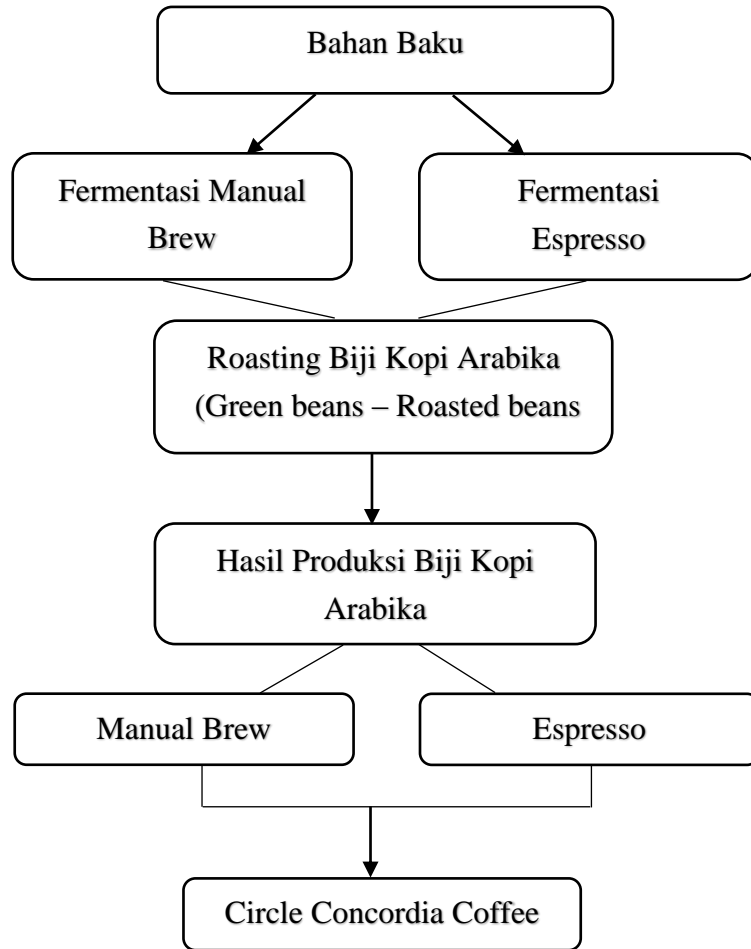 Bahan Baku
Fermentasi Manual
Brew
Fermentasi
Espresso
Roasting Biji Kopi Arabika
(Green beans – Roasted beans
Hasil Produksi Biji Kopi
Arabika
Manual Brew
Espresso
Circle Concordia Coffee